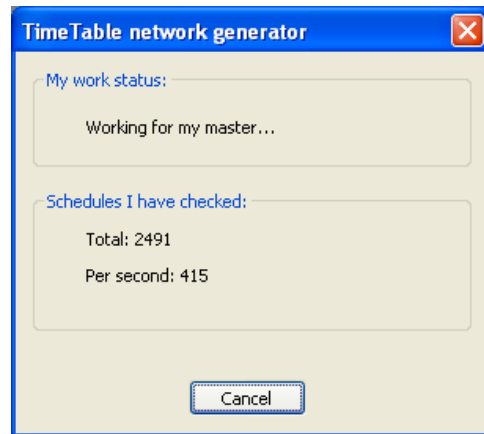 TimeTable network generator
My work status:
Working for my master...
Schedules I have checked:
Total: 2491
Per second: 415
Cancel